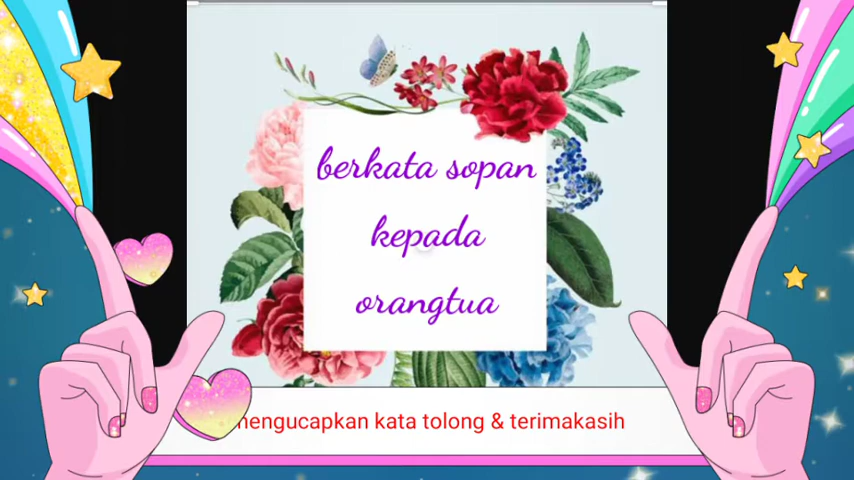 berkata sopan
kepada
orangtua
mengucapkan kata tolong & terimakasih